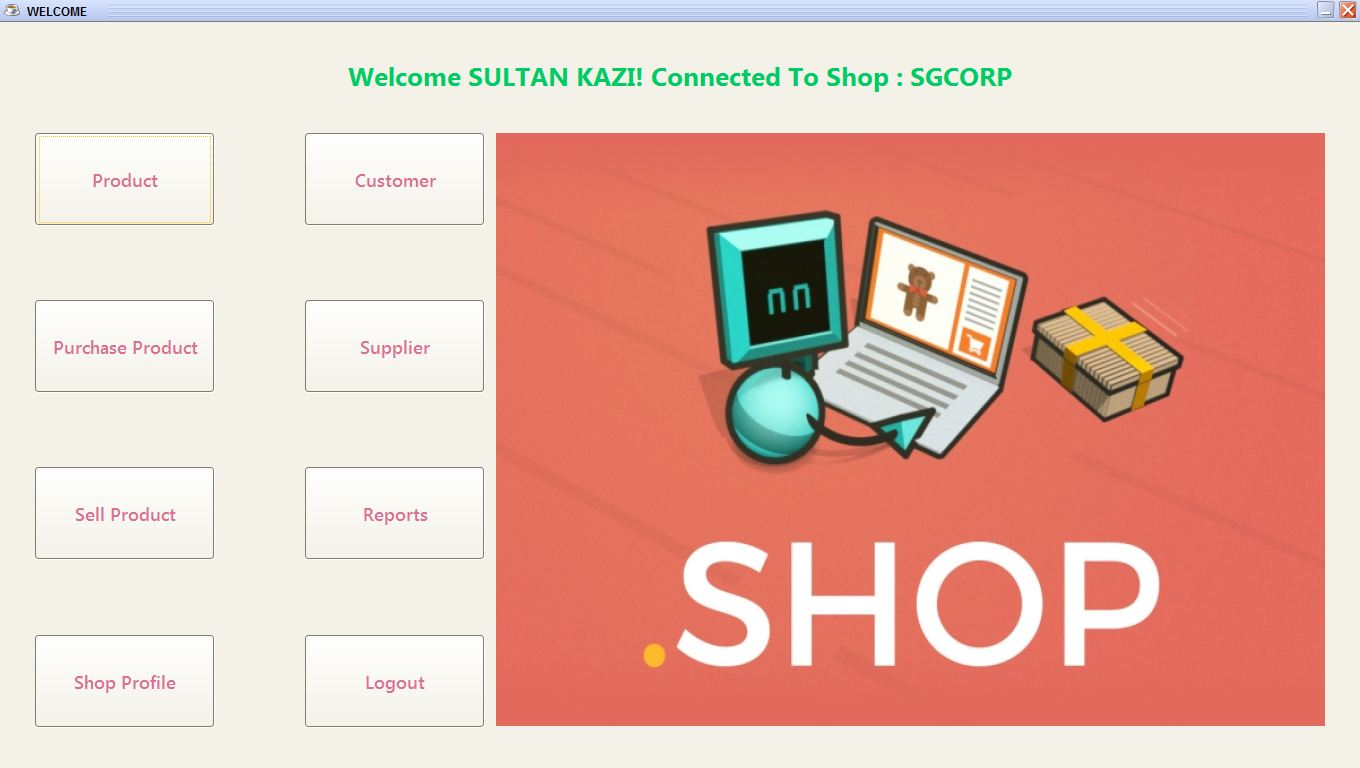 WELCOME
Welcome SULTAN KAZI! Connected To Shop : SGCORP
Product
Customer
Purchase Product
Supplier
Sell Product
Reports
Shop Profile
Logout
.SHOP